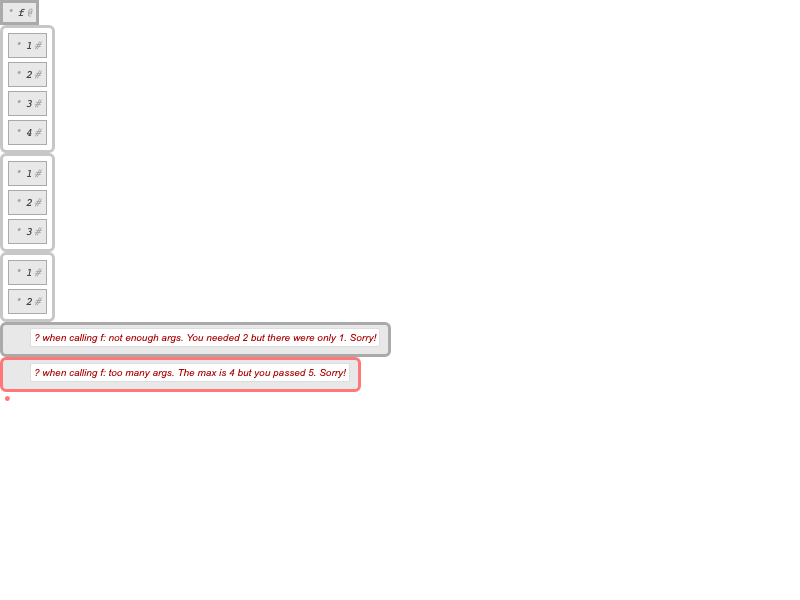 * f @
* 1 #
* 2 #
* 3 #
* 4 #
* 1 #
* 2 #
* 3 #
* 1 #
* 2 #
? when calling f: not enough args. You needed 2 but there were only 1. Sorry!
? when calling f: too many args. The max is 4 but you passed 5. Sorry!